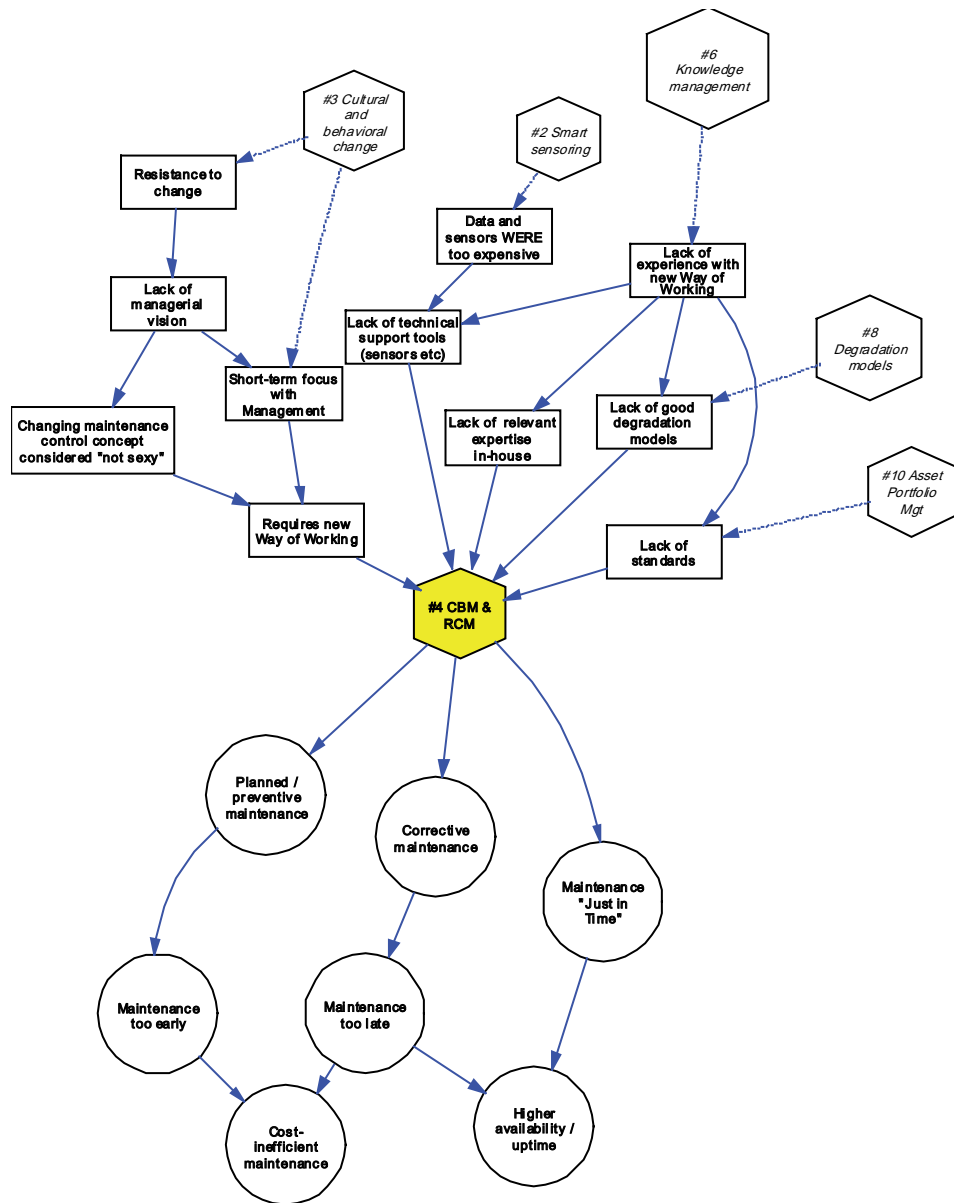 #6
Knowledge
management
#3 Cultural
and
behavioral
change
#2 Smart
sensoring
Resistance to
change
Data and
sensors WERE
too expensive
Lack of
experience with
new Way of
Working
Lack of
managerial
vision
Lack of technical
support tools
(sensors etc)
#8
Degradation
models
Short-term focus
with
Management
Changing maintenance
control concept
considered "not sexy"
Lack of relevant
expertise
in-house
Lack of good
degradation
models
#10 Asset
Portfolio
Mgt
Requires new
Way of Working
Lack of
standards
#4 CBM &
RCM
Planned /
preventive
maintenance
Corrective
maintenance
Maintenance
"Just in
Time"
Maintenance
too early
Maintenance
too late
Cost-
inefficient
maintenance
Higher
availability /
uptime